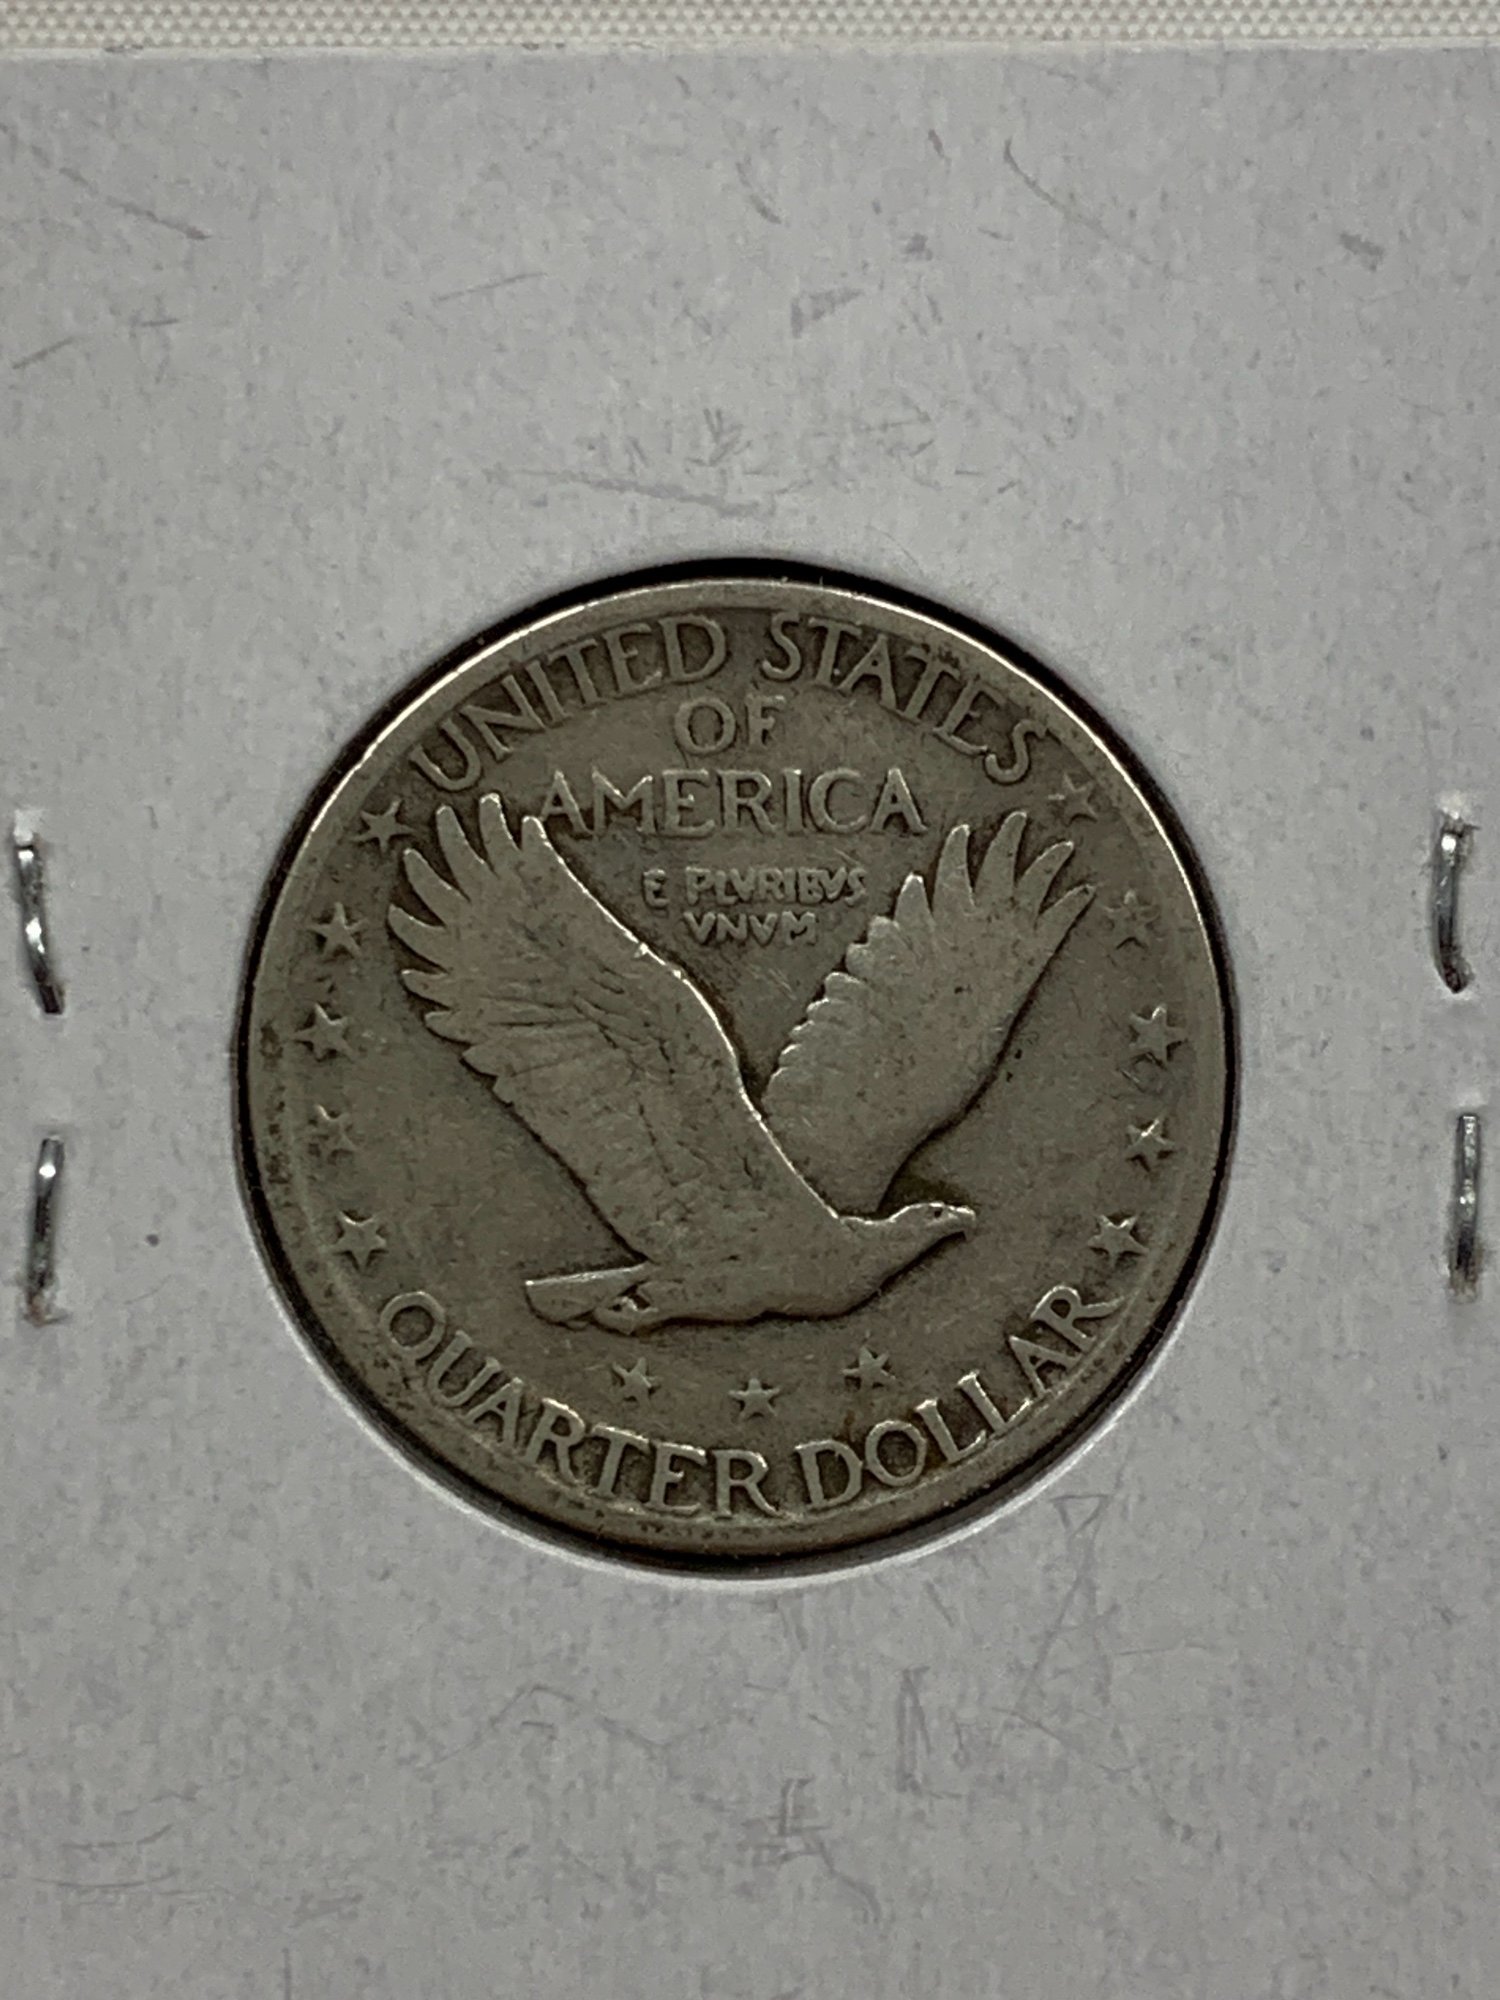 UNITED STATES
OF
AMERICA
E PLVRIBVS
VNVM
QUARTER DOLLAR